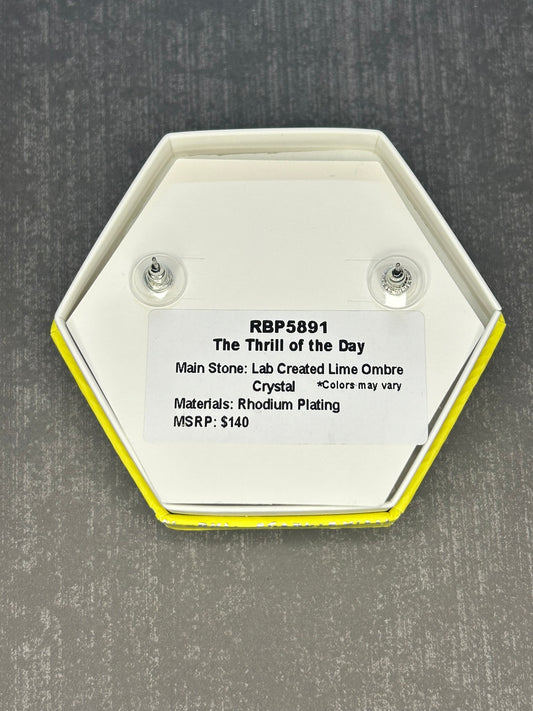 RBP5891
The Thrill of the Day
Main Stone: Lab Created Lime Ombre
Crystal *Colors may vary
Materials: Rhodium Plating
MSRP: $140